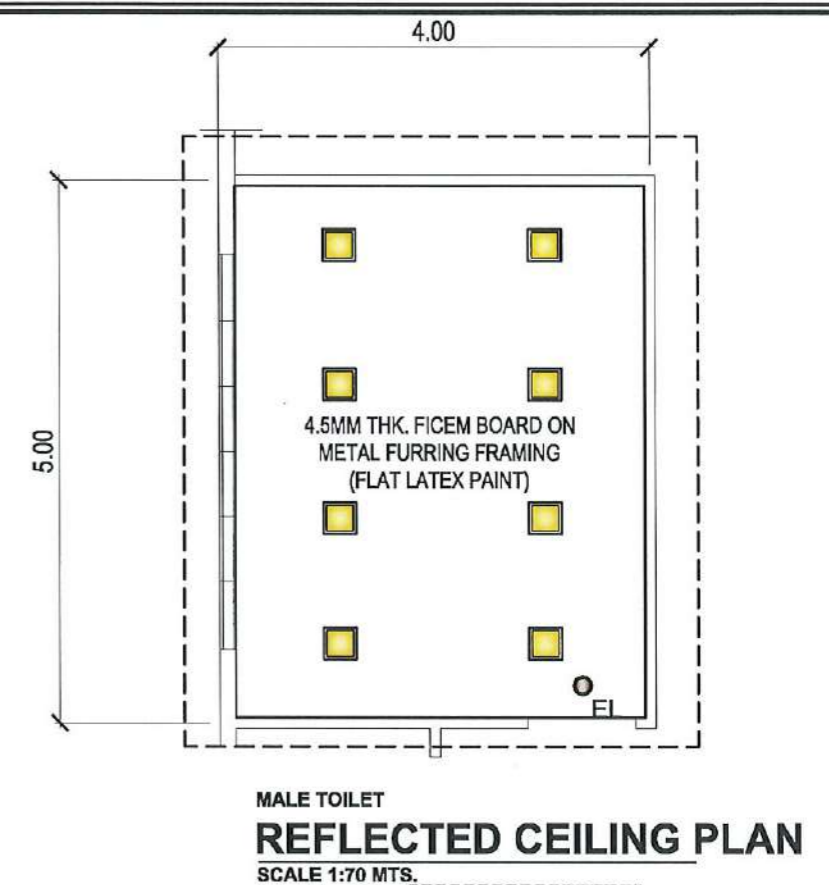 4.00
5.00
4.5MM THK. FICEM BOARD ON
METAL FURRING FRAMING
(FLAT LATEX PAINT)
EL
MALE TOILET
REFLECTED CEILING PLAN
SCALE 1:70 MTS.